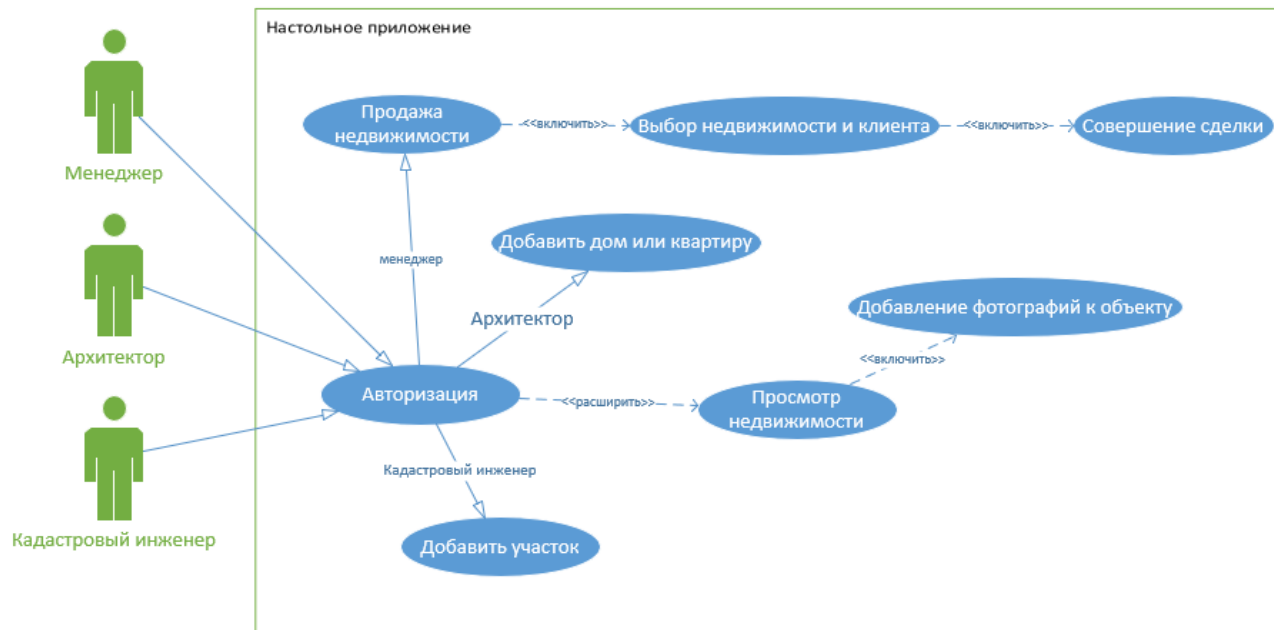 Настольное приложение
Менеджер
Продажа
недвижимости
<<включить>>
Выбор недвижимости и клиента
<<включить>>
Совершение сделки
менеджер
Добавить дом или квартиру
Архитектор
Архитектор
Добавление фотографий к объекту
<<включить>>
Авторизация
<<расширить>>
Просмотр
недвижимости
Кадастровый инженер
Кадастровый инженер
Добавить участок